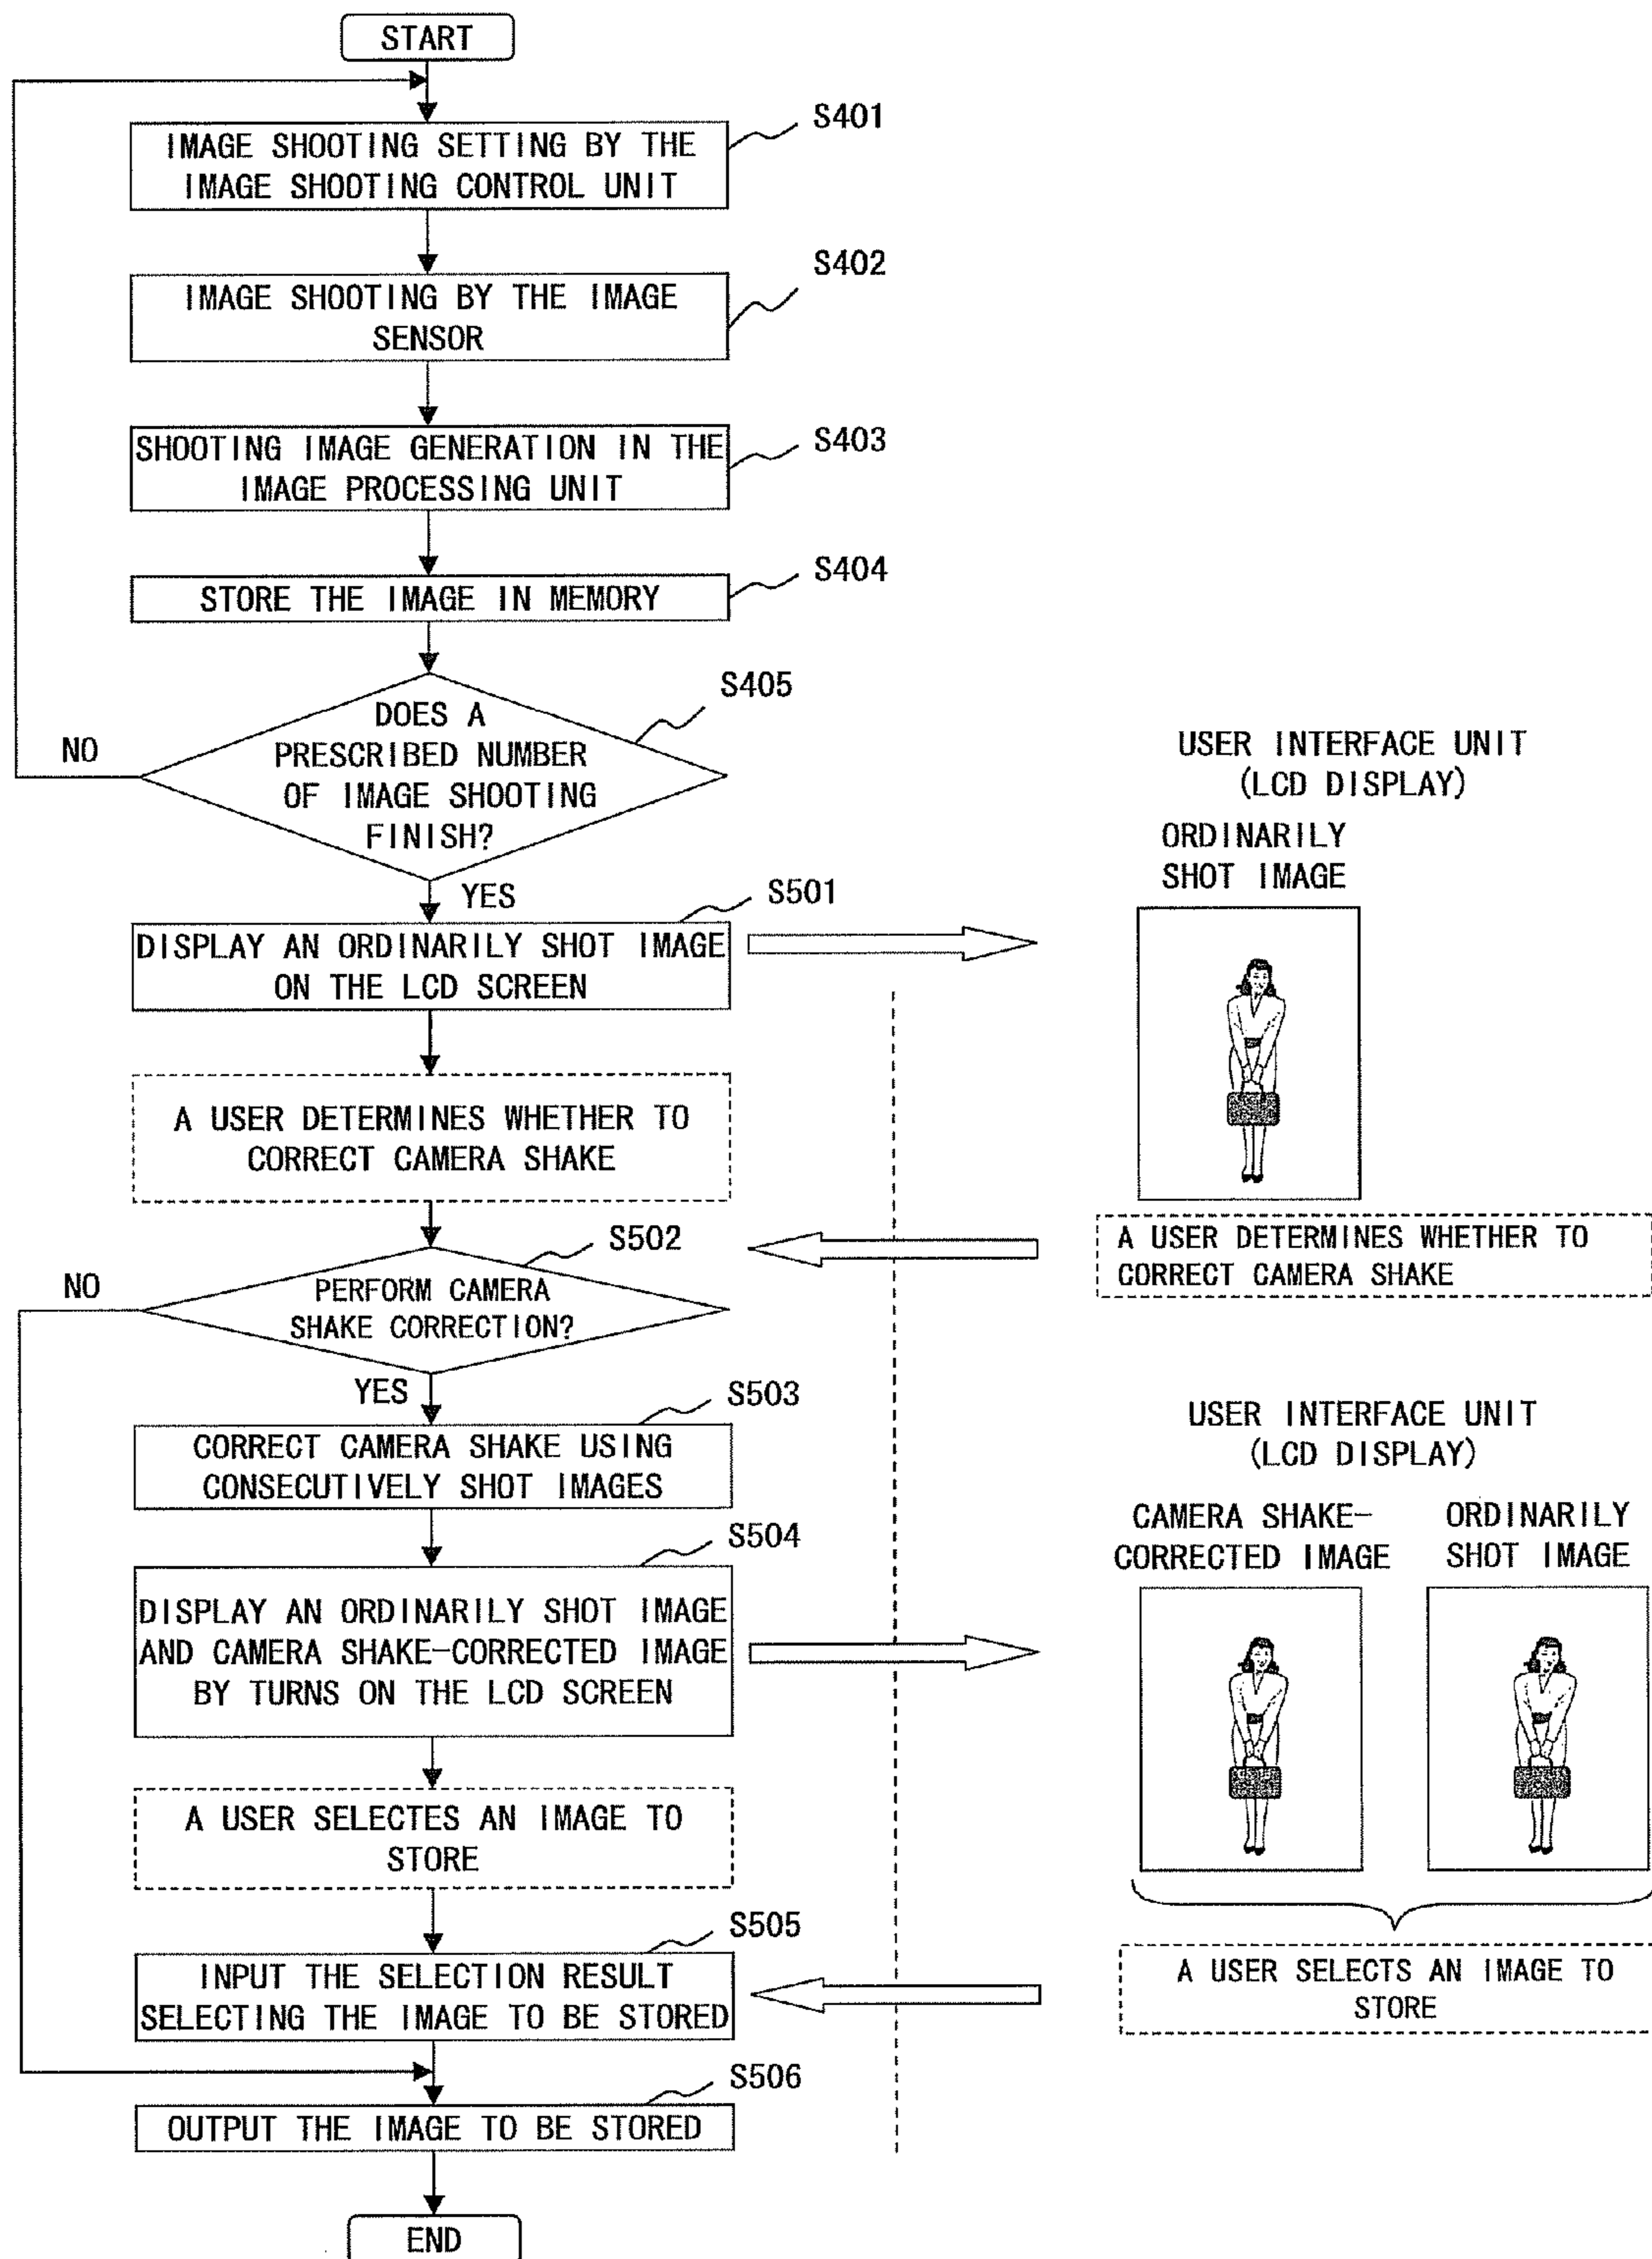 START
S401
IMAGE SHOOTING SETTING BY THE
IMAGE SHOOTING CONTROL UNIT
S402
IMAGE SHOOTING BY THE IMAGE
SENSOR
S403
SHOOTING IMAGE GENERATION IN THE
IMAGE PROCESSING UNIT
S404
STORE THE IMAGE IN MEMORY
S405
DOES A
PRESCRIBED NUMBER
OF IMAGE SHOOTING
FINISH?
NO
YES
S501
DISPLAY AN ORDINARILY SHOT IMAGE
ON THE LCD SCREEN
USER INTERFACE UNIT
(LCD DISPLAY)
ORDINARILY
SHOT IMAGE
A USER DETERMINES WHETHER TO
CORRECT CAMERA SHAKE
A USER DETERMINES WHETHER TO
CORRECT CAMERA SHAKE
S502
PERFORM CAMERA
SHAKE CORRECTION?
NO
YES
S503
CORRECT CAMERA SHAKE USING
CONSECUTIVELY SHOT IMAGES
S504
DISPLAY AN ORDINARILY SHOT IMAGE
AND CAMERA SHAKE-CORRECTED IMAGE
BY TURNS ON THE LCD SCREEN
USER INTERFACE UNIT
(LCD DISPLAY)
CAMERA SHAKE-
CORRECTED IMAGE
ORDINARILY
SHOT IMAGE
A USER SELECTES AN IMAGE TO
STORE
A USER SELECTS AN IMAGE TO
STORE
S505
INPUT THE SELECTION RESULT
SELECTING THE IMAGE TO BE STORED
S506
OUTPUT THE IMAGE TO BE STORED
END